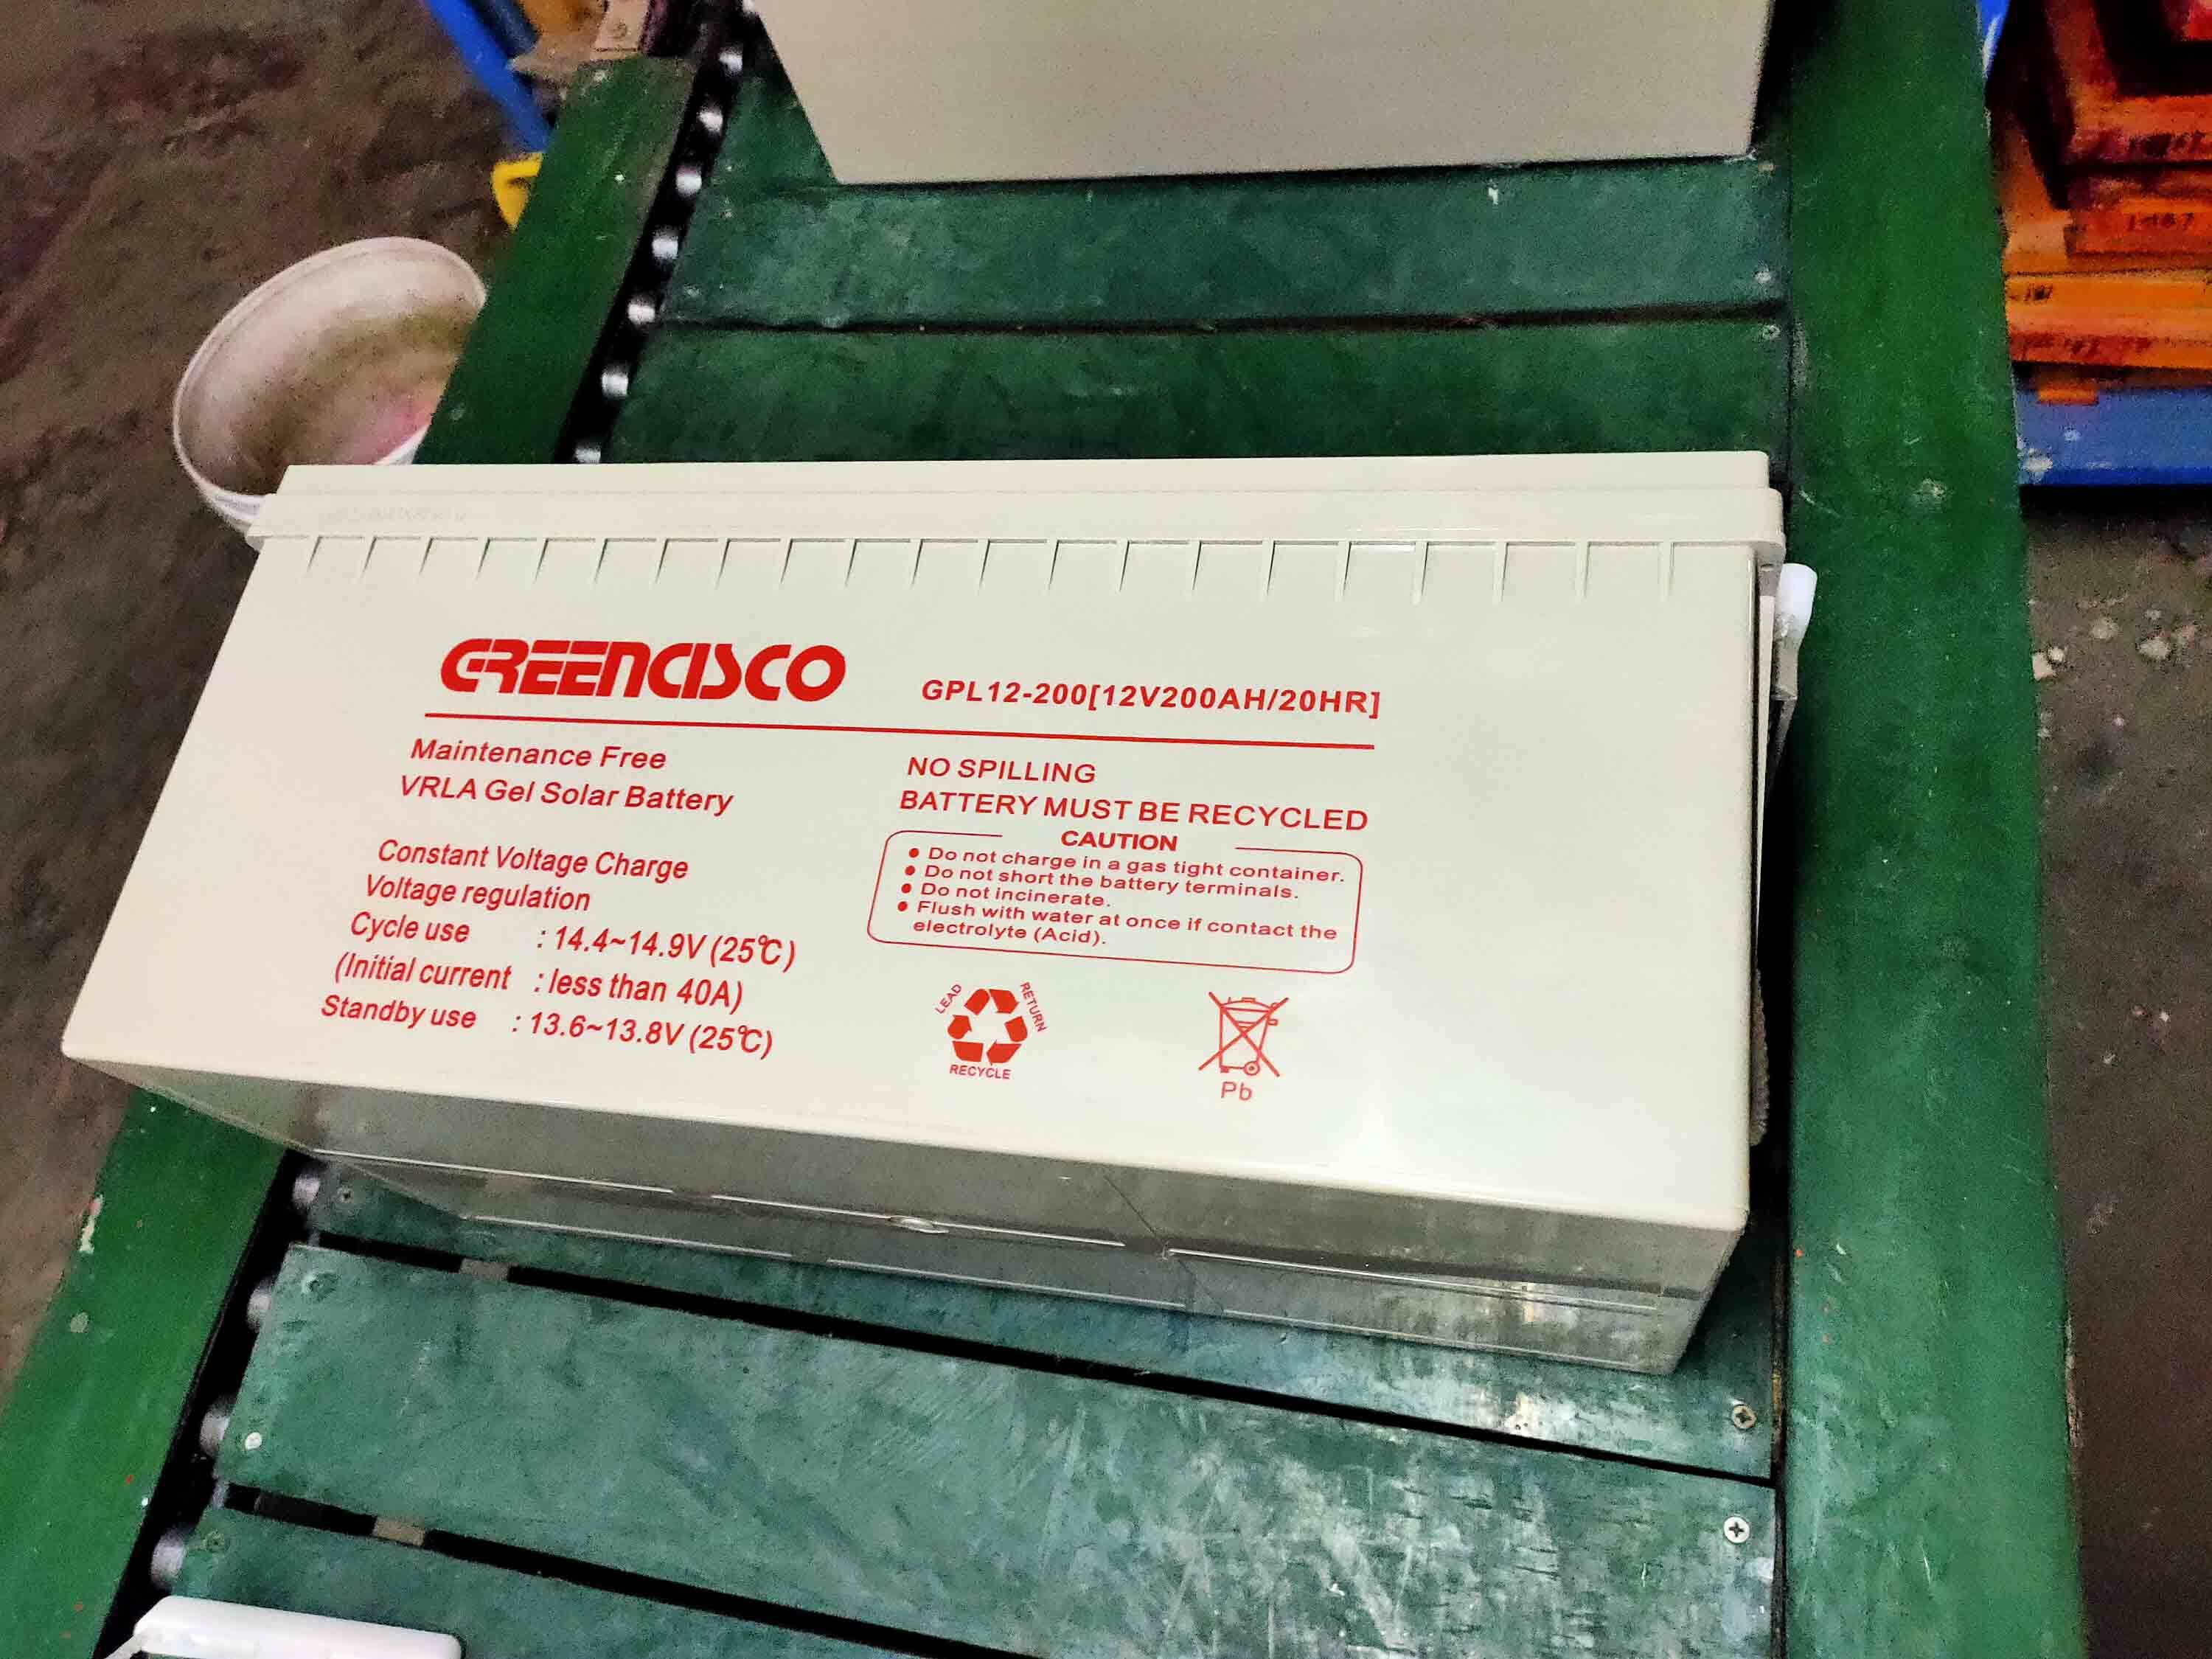 GREENCISCO
GPL12-200[12V200AH/20HR]
Maintenance Free
VRLA Gel Solar Battery
Constant Voltage Charge
Voltage regulation
Cycle use : 14.4~14.9V (25℃)
(Initial current : less than 40A)
Standby use : 13.6~13.8V (25℃)
NO SPILLING
BATTERY MUST BE RECYCLED
CAUTION
● Do not charge in a gas tight container.
● Do not short the battery terminals.
● Do not incinerate.
● Flush with water at once if contact the
electrolyte (Acid).
LEAD
RETURN
RECYCLE
Pb